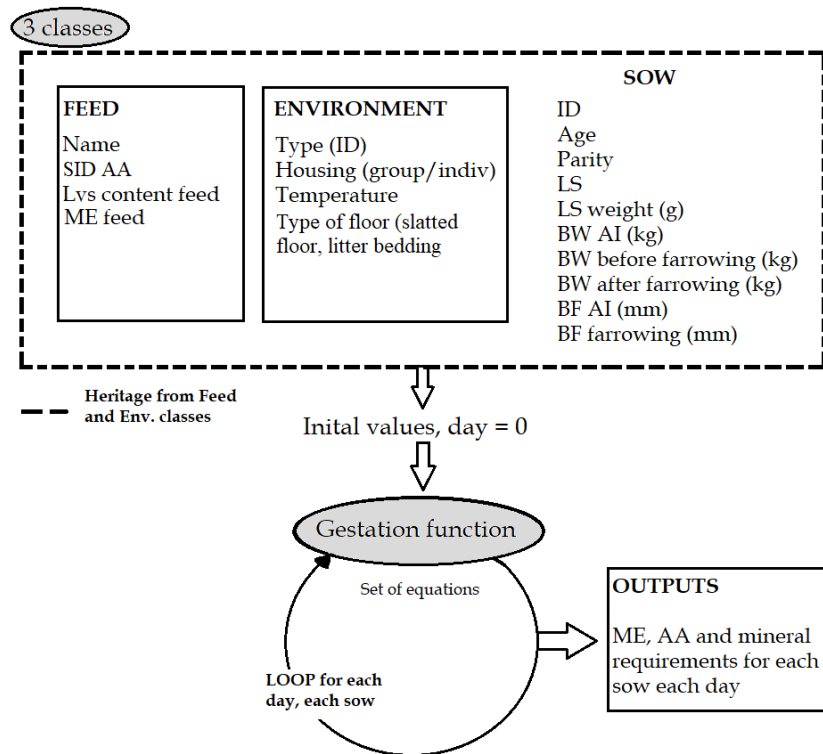 3 classes
FEED
Name
SID AA
Lys content feed
ME feed
ENVIRONMENT
Type (ID)
Housing (group/indiv)
Temperature
Type of floor (slatted
floor, litter bedding
SOW
ID
Age
Parity
LS
LS weight (g)
BW AI (kg)
BW before farrowing (kg)
BW after farrowing (kg)
BF AI (mm)
BF farrowing (mm)
Heritage from Feed
and Env. classes
Inital values, day = 0
Gestation function
Set of equations
LOOP for each
day, each sow
OUTPUTS
ME, AA and mineral
requirements for each
sow each day